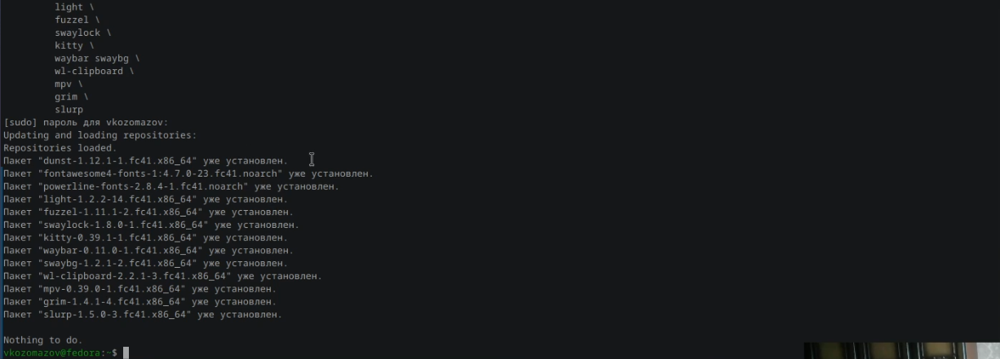 light \
fuzzel \
swaylock \
kitty \
waybar swaybg \
wl-clipboard \
mpv \
grim \
slurp
[sudo] пароль для vkozomazov:
Updating and loading repositories:
Repositories loaded.
Пакет "dunst-1.12.1-1.fc41.x86_64" уже установлен.
Пакет "fontawesome4-fonts-1:4.7.0-23.fc41.noarch" уже установлен.
Пакет "powerline-fonts-2.8.4-1.fc41.noarch" уже установлен.
Пакет "light-1.2.2-14.fc41.x86_64" уже установлен.
Пакет "fuzzel-1.11.1-2.fc41.x86_64" уже установлен.
Пакет "swaylock-1.8.0-1.fc41.x86_64" уже установлен.
Пакет "kitty-0.39.1-1.fc41.x86_64" уже установлен.
Пакет "waybar-0.11.0-1.fc41.x86_64" уже установлен.
Пакет "swaybg-1.2.1-2.fc41.x86_64" уже установлен.
Пакет "wl-clipboard-2.2.1-3.fc41.x86_64" уже установлен.
Пакет "mpv-0.39.0-1.fc41.x86_64" уже установлен.
Пакет "grim-1.4.1-4.fc41.x86_64" уже установлен.
Пакет "slurp-1.5.0-3.fc41.x86_64" уже установлен.
Nothing to do.
vkozomazov@fedora:~$